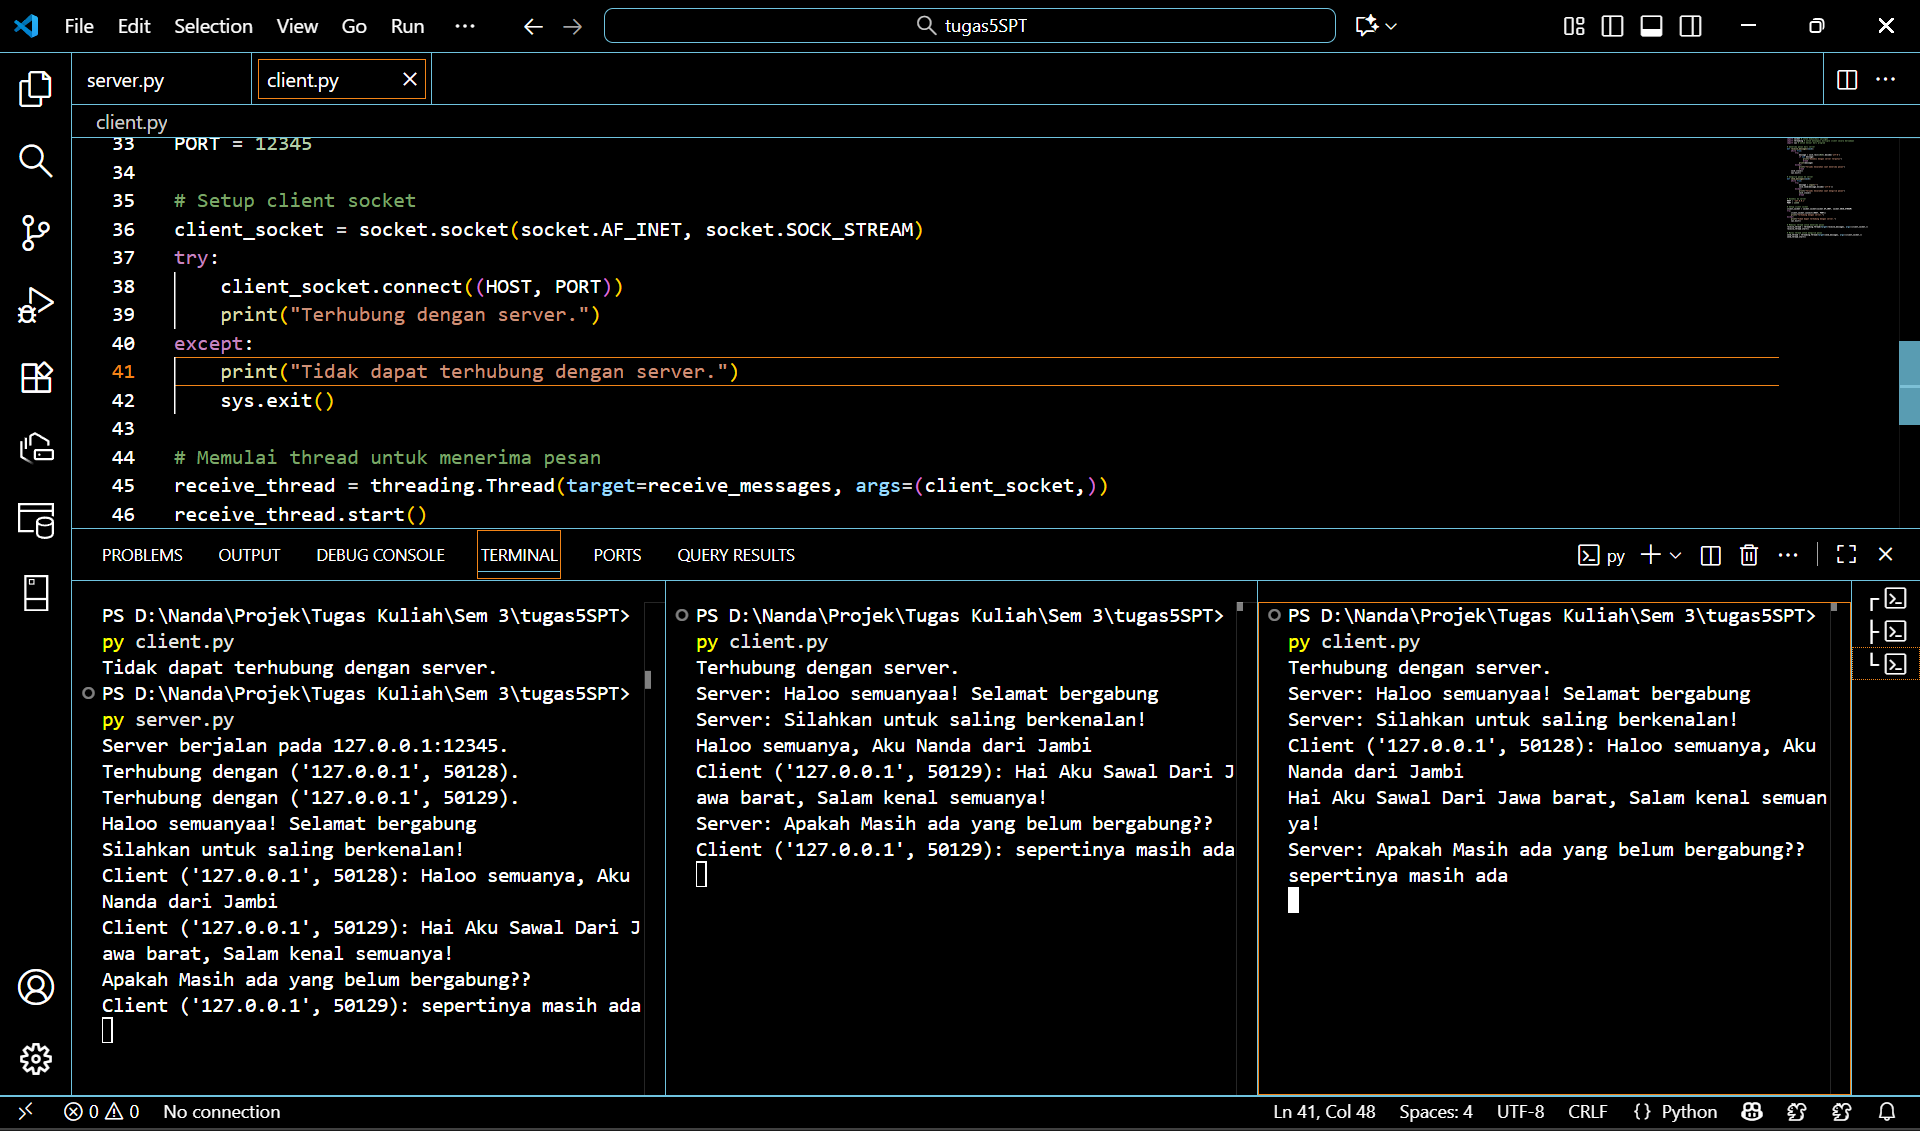 File Edit Selection View Go Run ··· tugas5SPT
server.py client.py
client.py
33 PORT = 12345
34
35 # Setup client socket
36 client_socket = socket.socket(socket.AF_INET, socket.SOCK_STREAM)
37 try:
38 client_socket.connect((HOST, PORT))
39 print("Terhubung dengan server.")
40 except:
41 print("Tidak dapat terhubung dengan server.")
42 sys.exit()
43
44 # Memulai thread untuk menerima pesan
45 receive_thread = threading.Thread(target=receive_messages, args=(client_socket,))
46 receive_thread.start()
PROBLEMS OUTPUT DEBUG CONSOLE TERMINAL PORTS QUERY RESULTS py
PS D:\Nanda\Projek\Tugas Kuliah\Sem 3\tugas5SPT>
py client.py
Tidak dapat terhubung dengan server.
PS D:\Nanda\Projek\Tugas Kuliah\Sem 3\tugas5SPT>
py server.py
Server berjalan pada 127.0.0.1:12345.
Terhubung dengan ('127.0.0.1', 50128).
Terhubung dengan ('127.0.0.1', 50129).
Haloo semuanyaa! Selamat bergabung
Silahkan untuk saling berkenalan!
Client ('127.0.0.1', 50128): Haloo semuanya, Aku
Nanda dari Jambi
Client ('127.0.0.1', 50129): Hai Aku Sawal Dari J
awa barat, Salam kenal semuanya!
Apakah Masih ada yang belum bergabung??
Client ('127.0.0.1', 50129): sepertinya masih ada
PS D:\Nanda\Projek\Tugas Kuliah\Sem 3\tugas5SPT>
py client.py
Terhubung dengan server.
Server: Haloo semuanyaa! Selamat bergabung
Server: Silahkan untuk saling berkenalan!
Haloo semuanya, Aku Nanda dari Jambi
Client ('127.0.0.1', 50129): Hai Aku Sawal Dari J
awa barat, Salam kenal semuanya!
Server: Apakah Masih ada yang belum bergabung??
Client ('127.0.0.1', 50129): sepertinya masih ada
PS D:\Nanda\Projek\Tugas Kuliah\Sem 3\tugas5SPT>
py client.py
Terhubung dengan server.
Server: Haloo semuanyaa! Selamat bergabung
Server: Silahkan untuk saling berkenalan!
Client ('127.0.0.1', 50128): Haloo semuanya, Aku
Nanda dari Jambi
Hai Aku Sawal Dari Jawa barat, Salam kenal semuan
ya!
Server: Apakah Masih ada yang belum bergabung??
sepertinya masih ada
0 0 No connection Ln 41, Col 48 Spaces: 4 UTF-8 CRLF {} Python